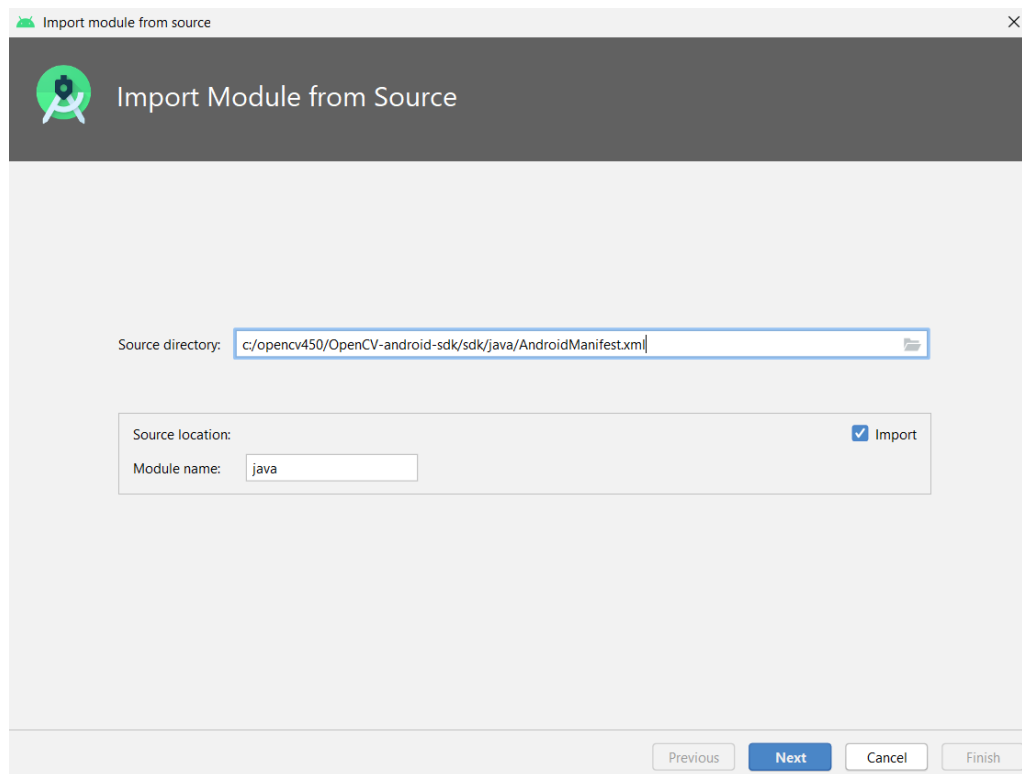 Import module from source
Import Module from Source
Source directory: c:/opencv450/OpenCV-android-sdk/sdk/java/AndroidManifest.xml
Source location: Import
Module name: java
Previous Next Cancel Finish